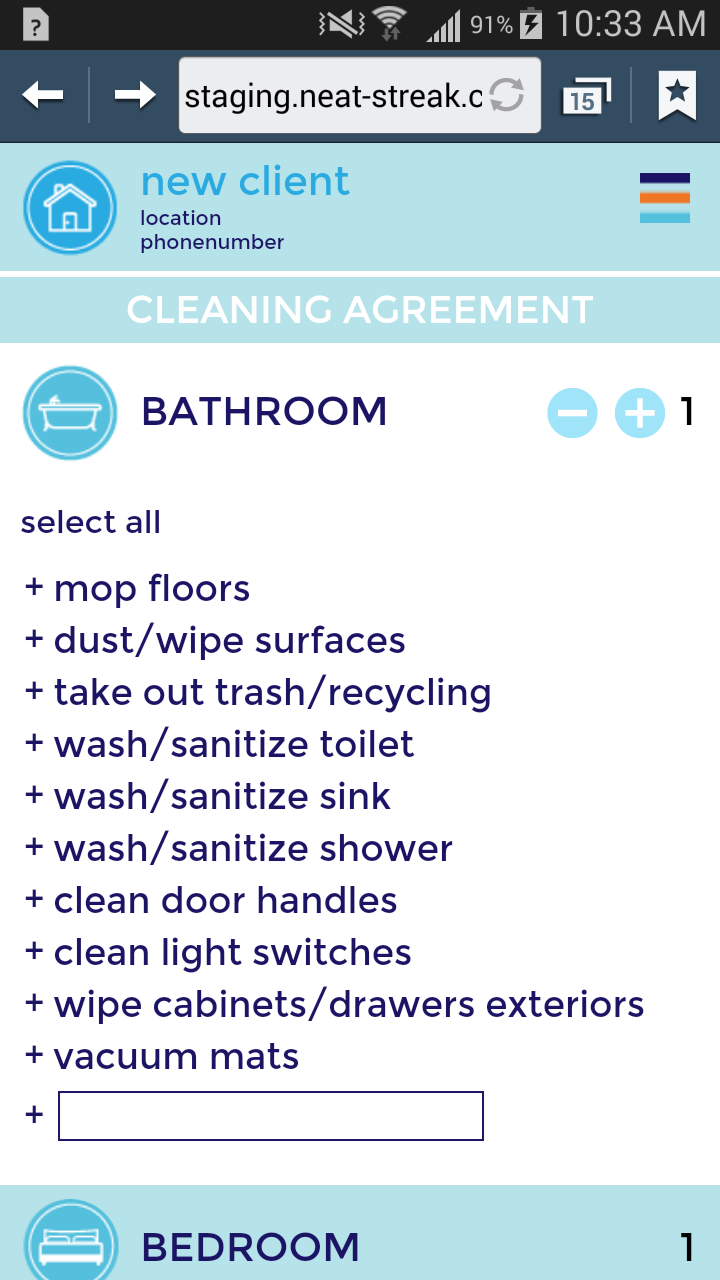 ?
91%
10:33 AM
staging.neat-streak.c
15
new client
location
phonenumber
CLEANING AGREEMENT
BATHROOM
1
select all
+ mop floors
+ dust/wipe surfaces
+ take out trash/recycling
+ wash/sanitize toilet
+ wash/sanitize sink
+ wash/sanitize shower
+ clean door handles
+ clean light switches
+ wipe cabinets/drawers exteriors
+ vacuum mats
+
BEDROOM
1